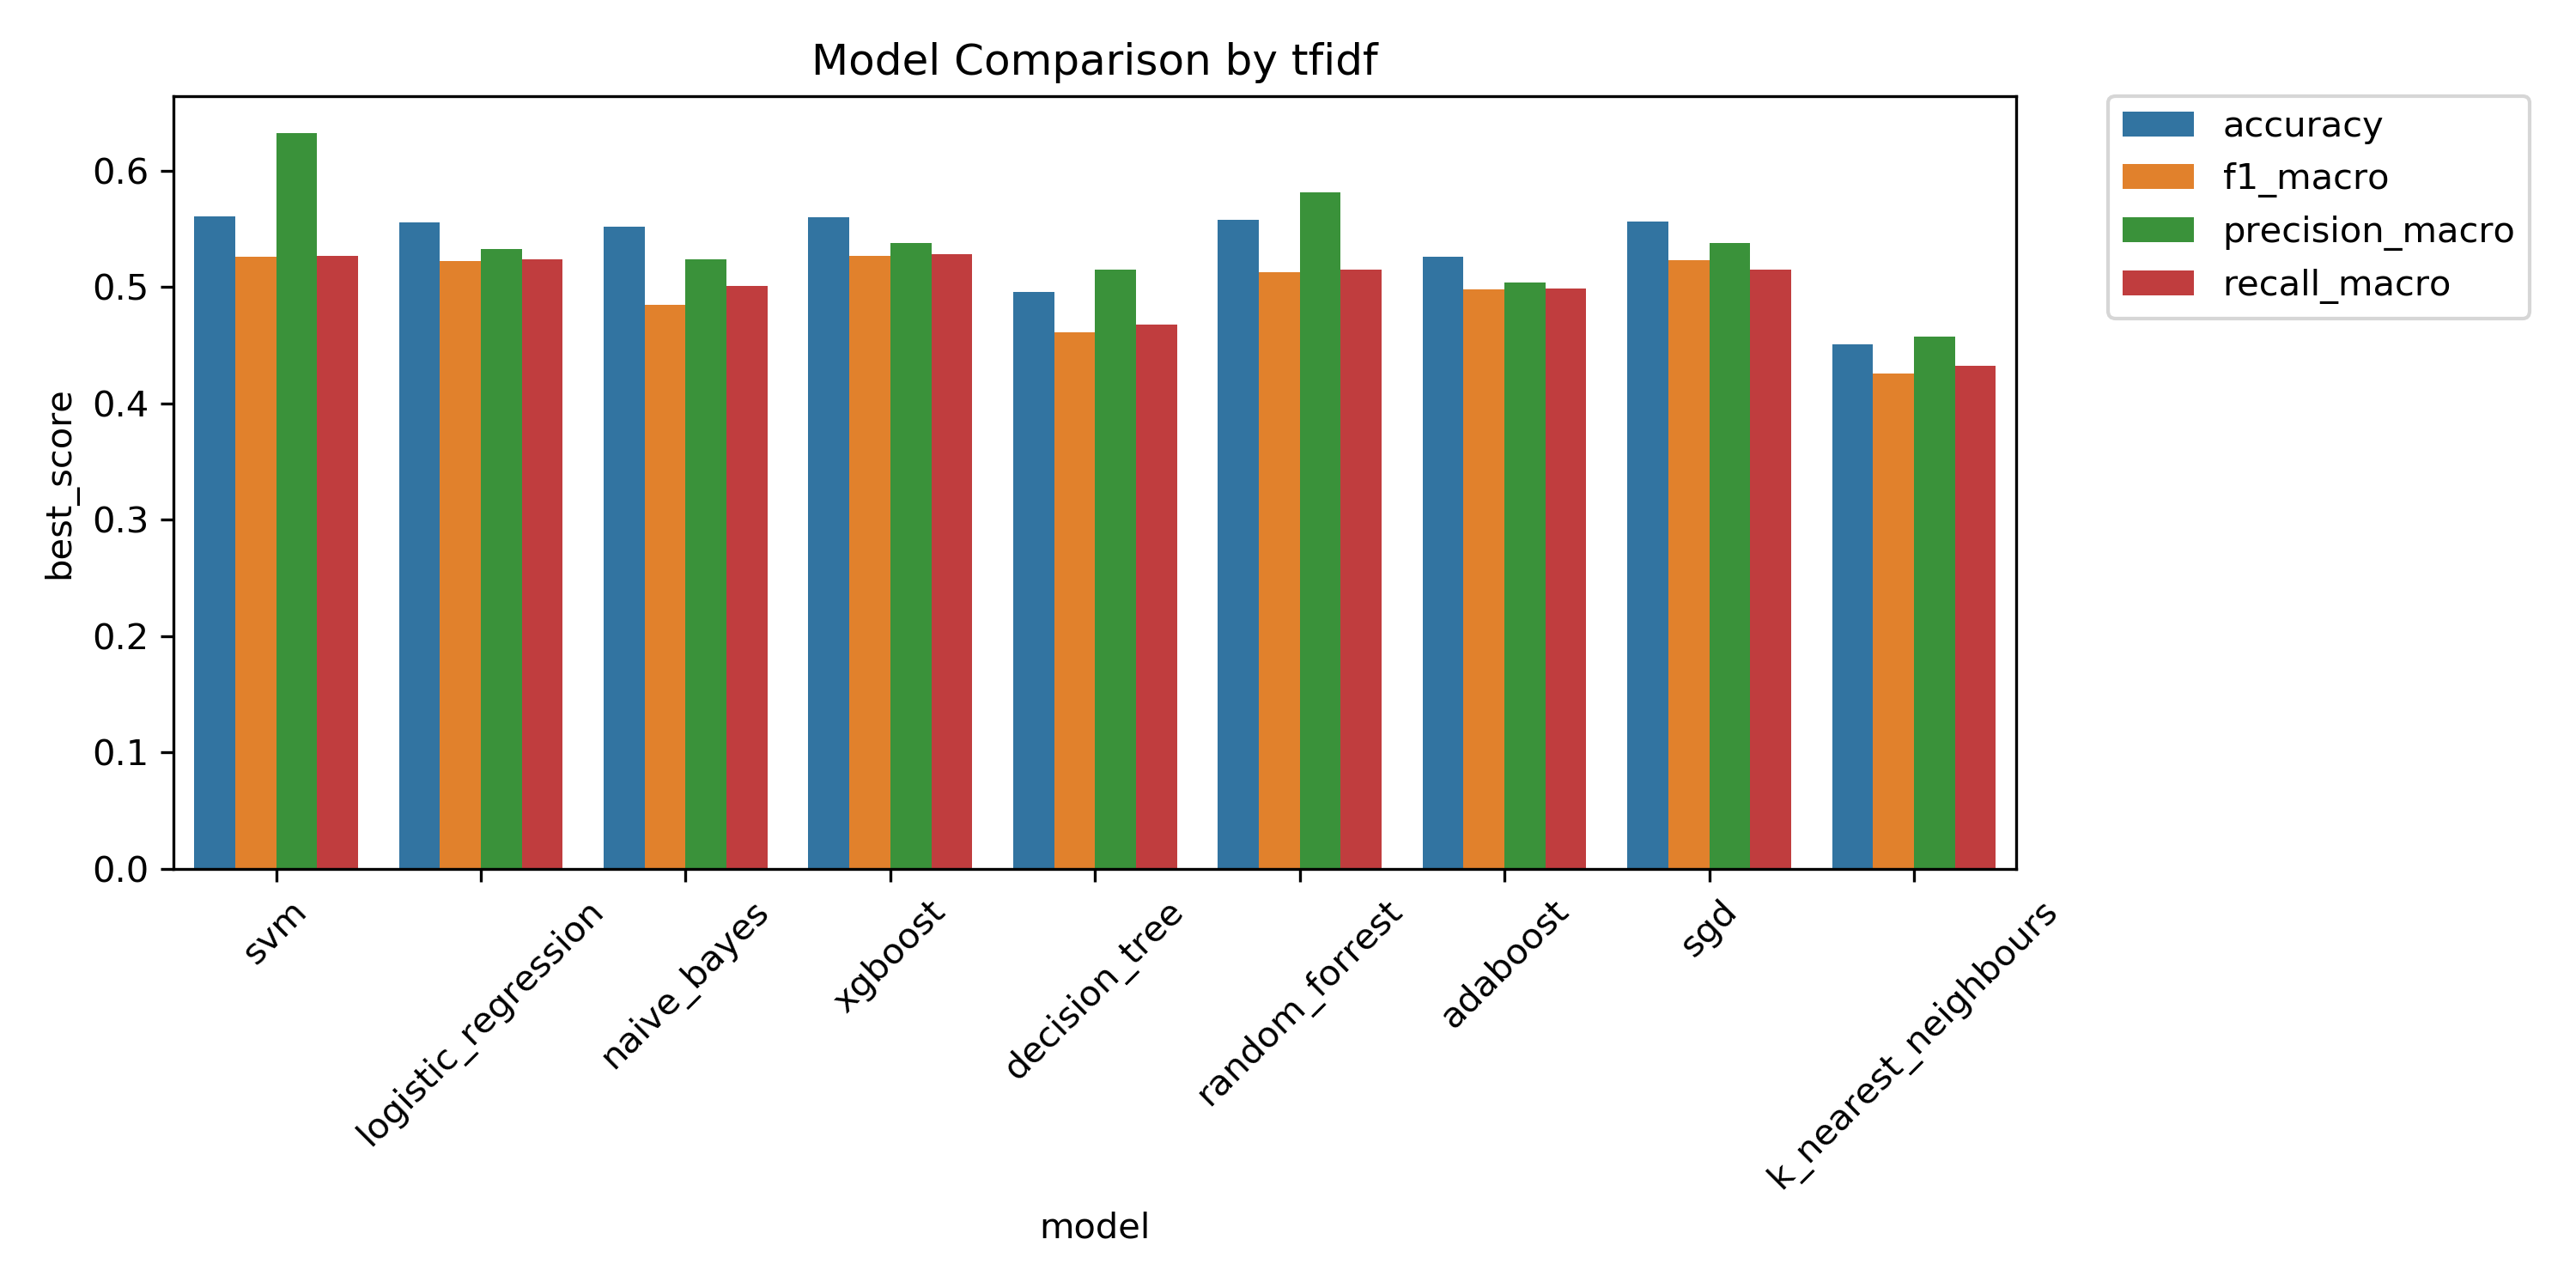 Model Comparison by tfidf
accuracy
f1_macro
precision_macro
recall_macro
best_score
0.6
0.5
0.4
0.3
0.2
0.1
0.0
svm
logistic_regression
naive_bayes
xgboost
decision_tree
random_forrest
adaboost
sgd
k_nearest_neighbours
model